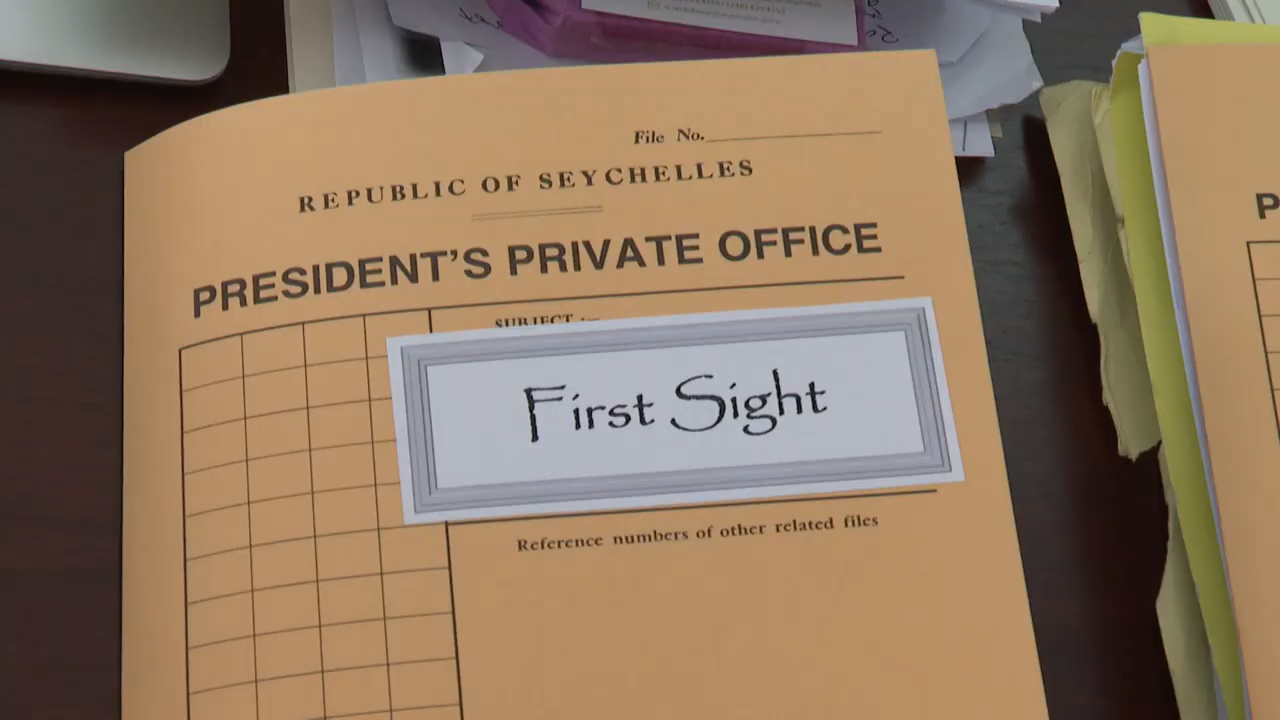 File No.
REPUBLIC OF SEYCHELLES
PRESIDENT'S PRIVATE OFFICE
SUBJECT :—
First Sight
Reference numbers of other related files
P